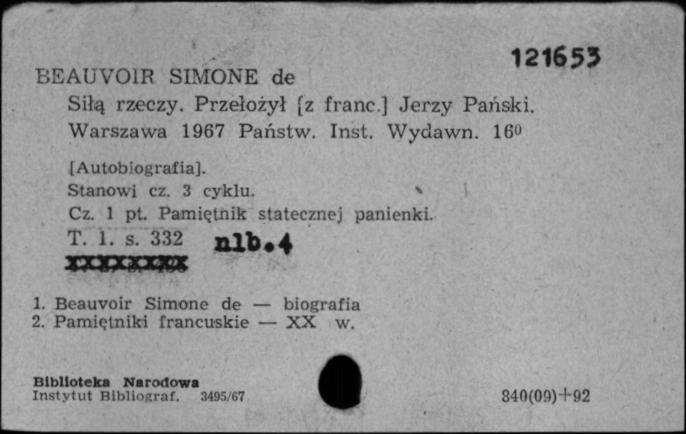 121653
BEAUVOIR SIMONE de
Siłą rzeczy. Przełożył [z franc.] Jerzy Pański.
Warszawa 1967 Państw. Inst. Wydawn. 16⁰
[Autobiografia].
Stanowi cz. 3 cyklu.
Cz. 1 pt. Pamiętnik statecznej panienki.
T. 1. s. 332 nlb.4
1. Beauvoir Simone de — biografia
2. Pamiętniki francuskie — XX w.
Biblioteka Narodowa
Instytut Bibliograf. 3495/67 840(09)+92